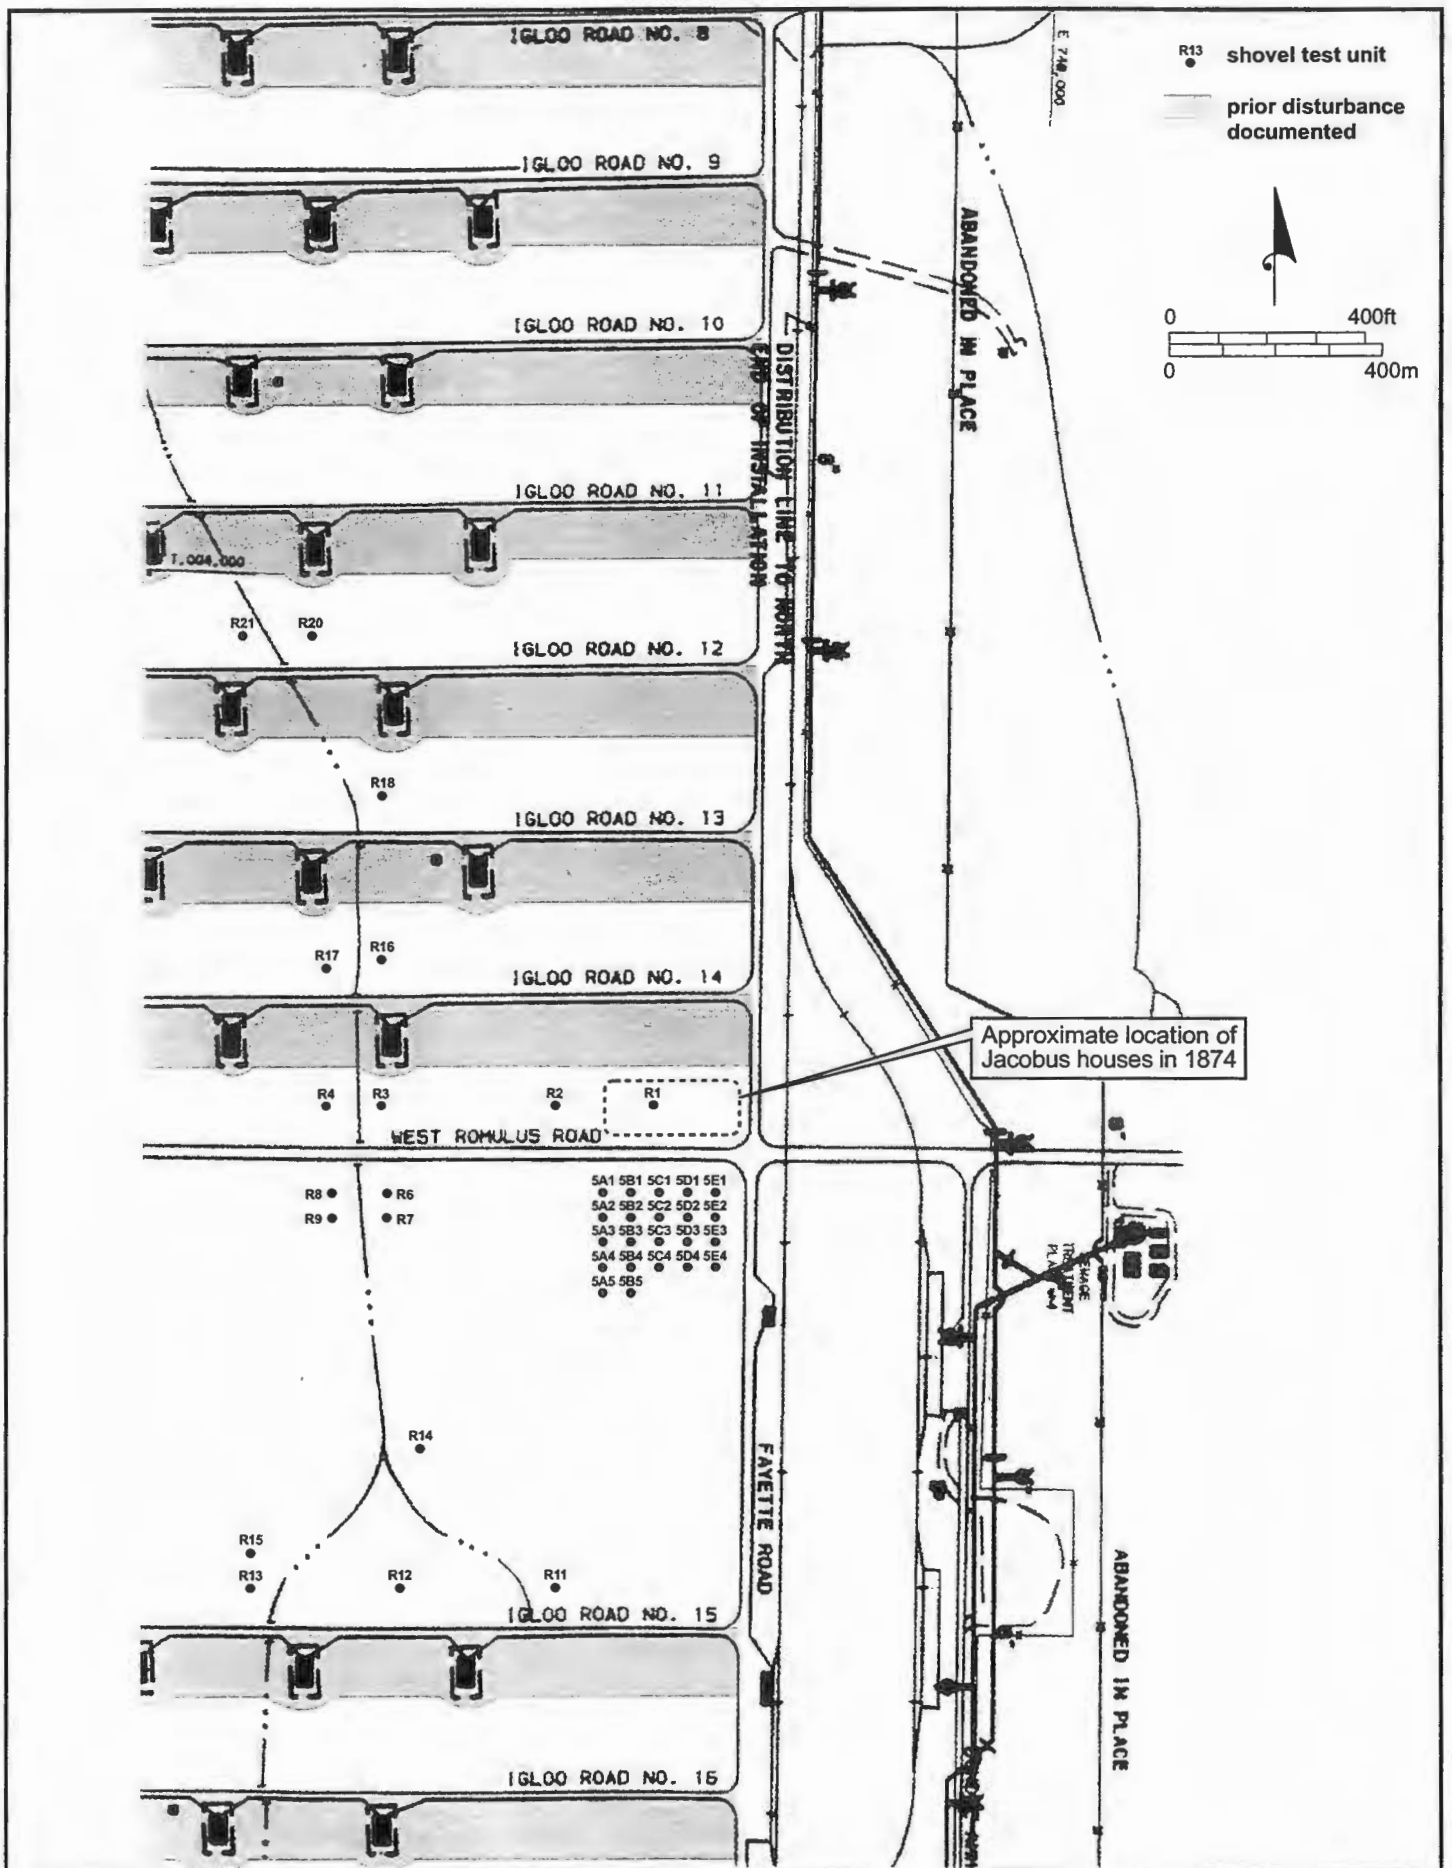 IGLOO ROAD NO. 8
E 748,000
R13
shovel test unit
prior disturbance
documented
IGLOO ROAD NO. 9
ABANDONED IN PLACE
0 400ft
0 400m
IGLOO ROAD NO. 10
DISTRIBUTION LINE TO NORTH
END OF INSTALLATION
IGLOO ROAD NO. 11
R21 R20
IGLOO ROAD NO. 12
R18
IGLOO ROAD NO. 13
R17 R16
IGLOO ROAD NO. 14
Approximate location of
Jacobus houses in 1874
R4 R3 R2 R1
WEST ROMULUS ROAD
5A1 5B1 5C1 5D1 5E1
R8 R6
5A2 5B2 5C2 5D2 5E2
R9 R7
5A3 5B3 5C3 5D3 5E3
5A4 5B4 5C4 5D4 5E4
5A5 5B5
R14
FAYETTE ROAD
R15
R13 R12 R11
IGLOO ROAD NO. 15
ABANDONED IN PLACE
IGLOO ROAD NO. 16